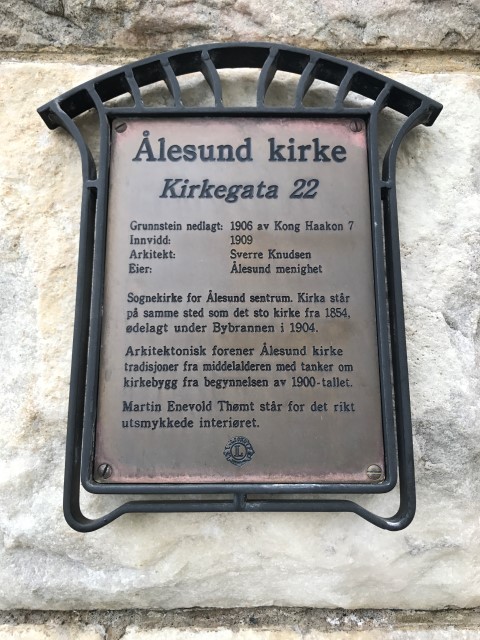 Ålesund kirke
Kirkegata 22
Grunnstein nedlagt: 1906 av Kong Haakon 7
Innvidd: 1909
Arkitekt: Sverre Knudsen
Eier: Ålesund menighet
Sognekirke for Ålesund sentrum. Kirka står
på samme sted som det sto kirke fra 1854,
ødelagt under Bybrannen i 1904.
Arkitektonisk forener Ålesund kirke
tradisjoner fra middelalderen med tanker om
kirkebygg fra begynnelsen av 1900-tallet.
Martin Enevold Thømt står for det rikt
utsmykkede interiøret.
L